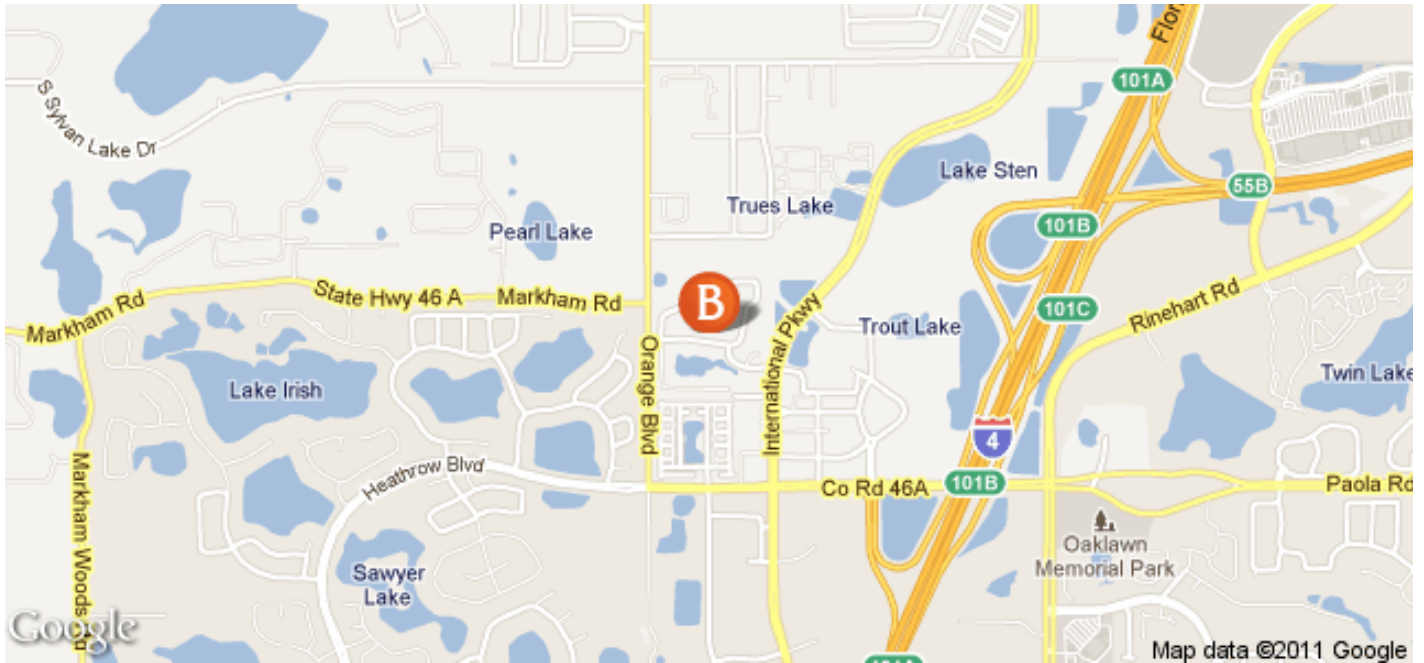 Flor
101A
S Sylvan Lake Dr
Lake Sten
55B
Trues Lake
101B
Pearl Lake
State Hwy 46 A
Markham Rd
B
Markham Rd
101C
Rinehart Rd
Trout Lake
International Pkwy
Orange Blvd
Lake Irish
Twin Lake
4
Heathrow Blvd
Markham Woods Rd
Co Rd 46A
101B
Paola Rd
Oaklawn
Memorial Park
Sawyer
Lake
Google
Map data ©2011 Google